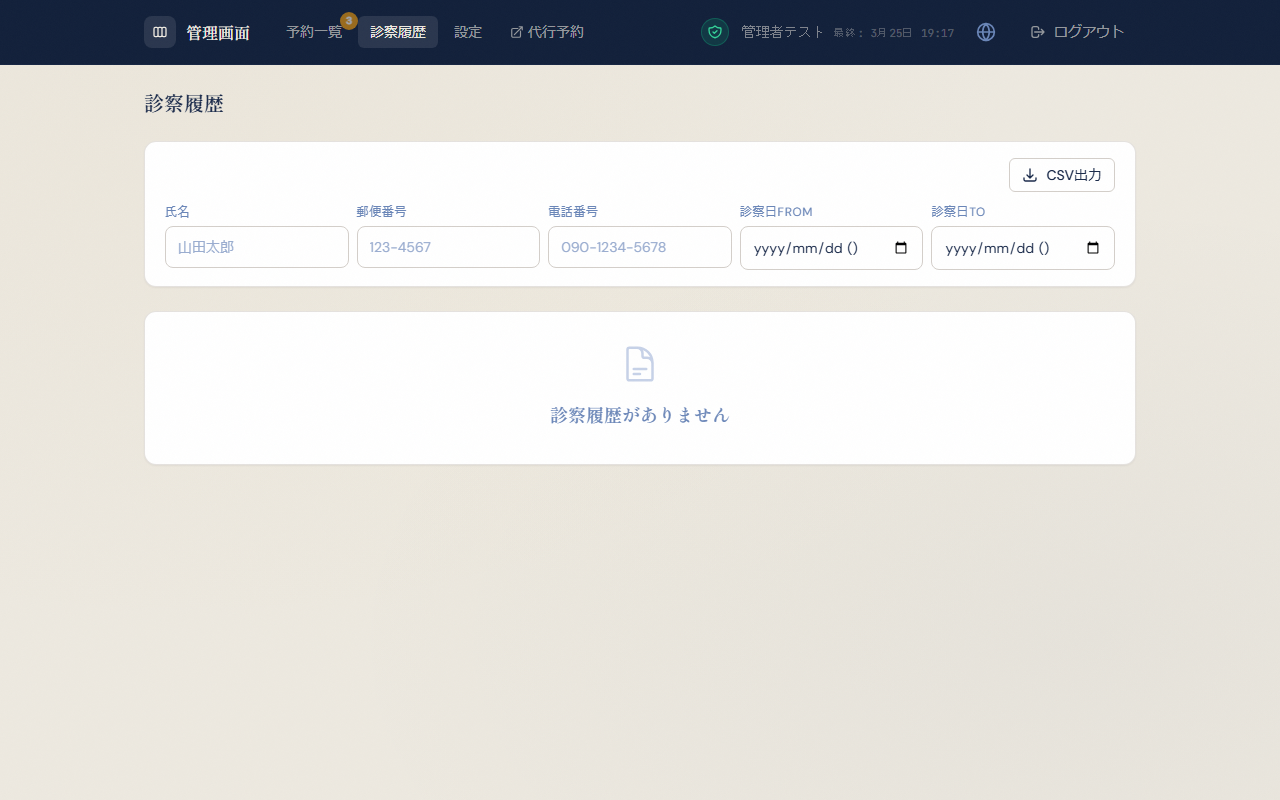 管理画面
予約一覧
3
診察履歴
設定
代行予約
管理者テスト
最終: 3月25日 19:17
ログアウト
診察履歴
CSV出力
氏名
郵便番号
電話番号
診察日FROM
診察日TO
山田太郎
123-4567
090-1234-5678
yyyy/mm/dd ()
yyyy/mm/dd ()
診察履歴がありません